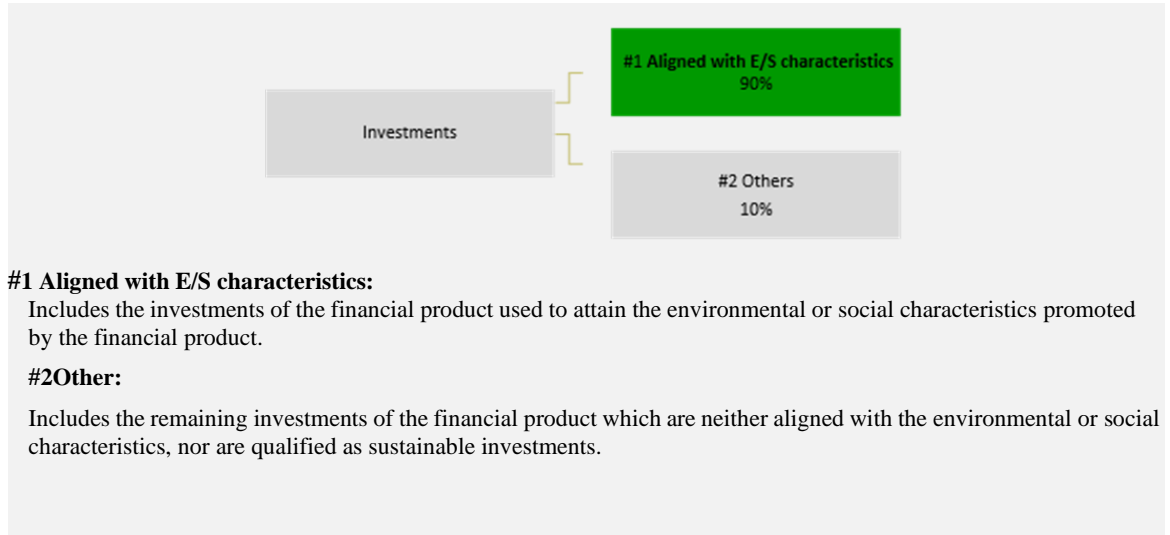 #1 Aligned with E/S characteristics
90%
Investments
#2 Others
10%
#1 Aligned with E/S characteristics:
Includes the investments of the financial product used to attain the environmental or social characteristics promoted
by the financial product.
#2Other:
Includes the remaining investments of the financial product which are neither aligned with the environmental or social
characteristics, nor are qualified as sustainable investments.